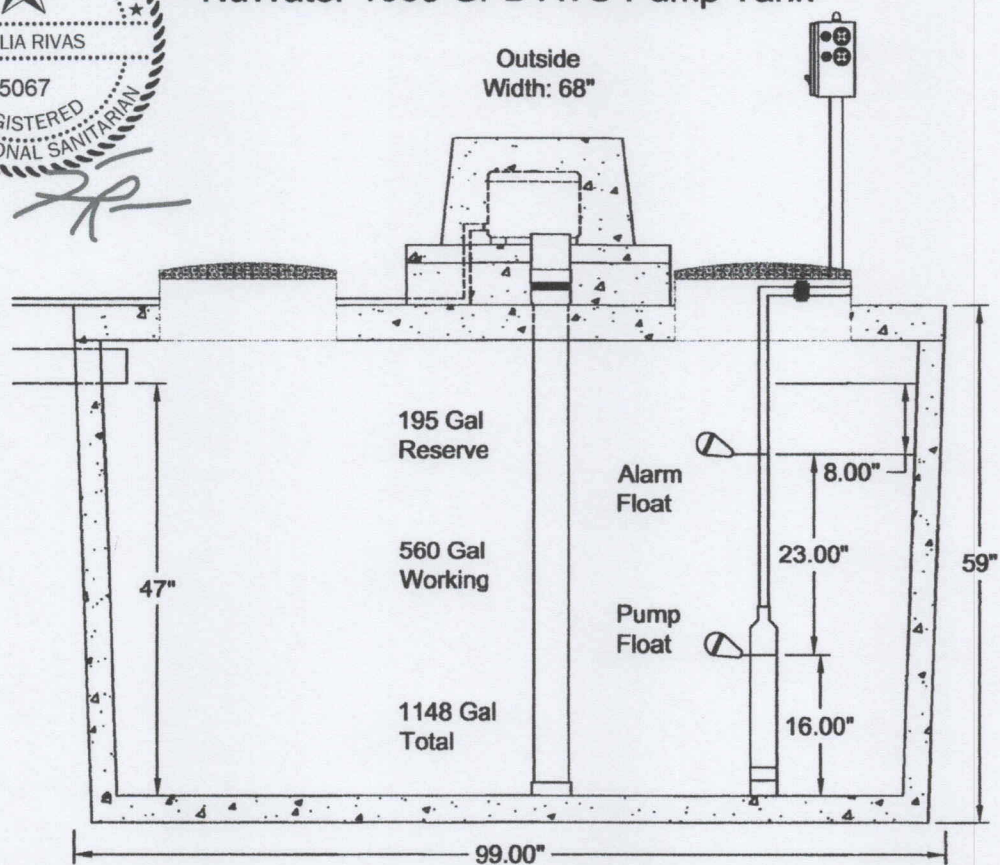 LIA RIVAS
5067
GISTERED
ONAL SANITARIAN
Outside
Width: 68"
195 Gal
Reserve
Alarm
Float
8.00"
23.00"
560 Gal
Working
47"
59"
Pump
Float
1148 Gal
Total
16.00"
99.00"